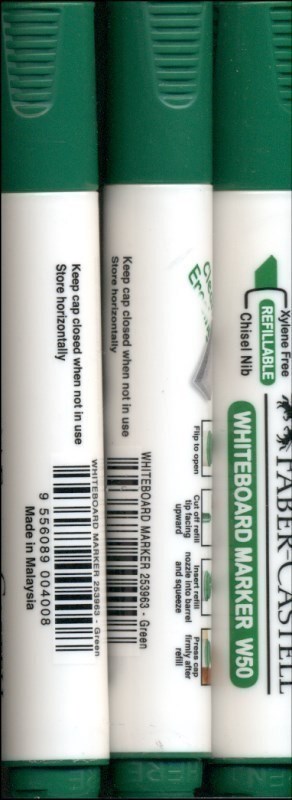 Keep cap closed when not in use
Store horizontally
WHITEBOARD MARKER 253963 - Green
9 556089 004008
Made in Malaysia
Keep cap closed when not in use
Store horizontally
WHITEBOARD MARKER 253963 - Green
Flip to open
Cut off refill
tip facing
upward
Insert refill
nozzle into barrel
and squeeze
Press cap
firmly after
refill
Xylene Free
REFILLABLE
Chisel Nib
FABER-CASTELL
WHITEBOARD MARKER W50